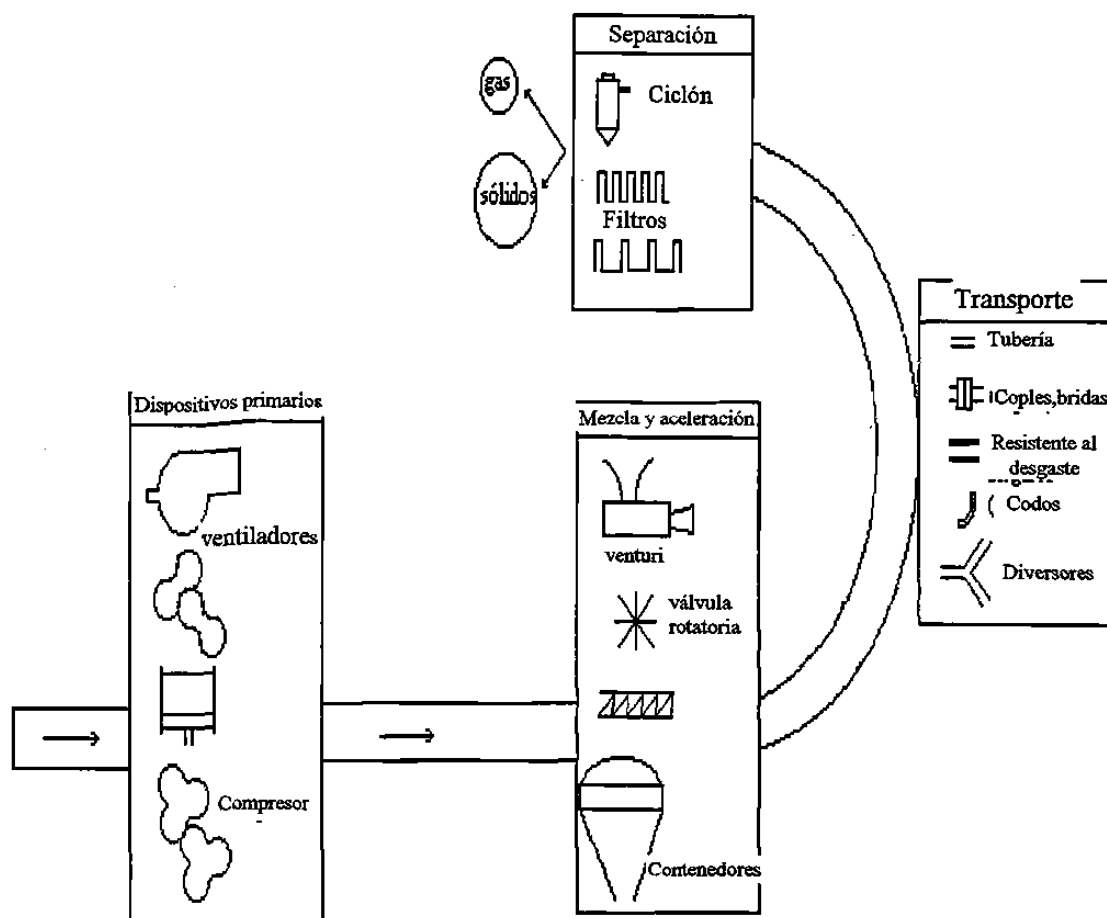 Separación
gas
Ciclón
sólidos
Filtros
Transporte
Tubería
Coples,bridas
Resistente al
desgaste
Codos
Diversores
Dispositivos primarios
ventiladores
Compresor
Mezcla y aceleración
venturi
válvula
rotatoria
Contenedores